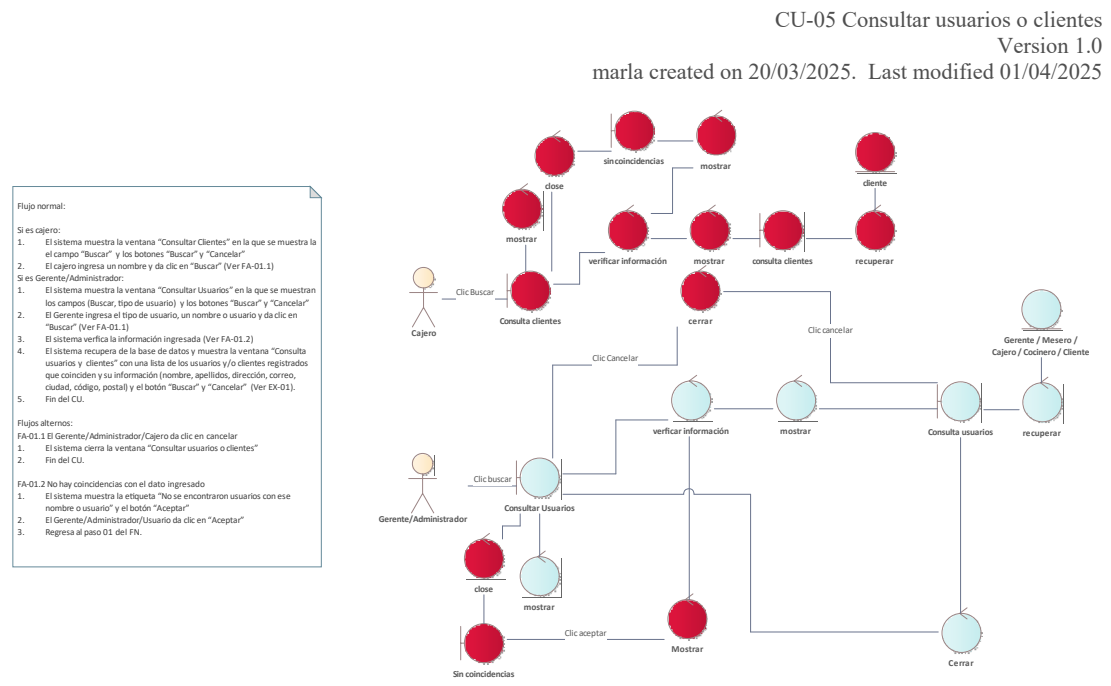 CU-05 Consultar usuarios o clientes
Version 1.0
marla created on 20/03/2025.  Last modified 01/04/2025
Flujo normal:
Si es cajero:
1. El sistema muestra la ventana “Consultar Clientes” en la que se muestra la
el campo “Buscar” y los botones “Buscar” y “Cancelar”
2. El cajero ingresa un nombre y da clic en “Buscar” (Ver FA-01.1)
Si es Gerente/Administrador:
1. El sistema muestra la ventana “Consultar Usuarios” en la que se muestran
los campos (Buscar, tipo de usuario) y los botones “Buscar” y “Cancelar”
2. El Gerente ingresa el tipo de usuario, un nombre o usuario y da clic en
“Buscar” (Ver FA-01.1)
3. El sistema verfica la información ingresada (Ver FA-01.2)
4. El sistema recupera de la base de datos y muestra la ventana “Consulta
usuarios y clientes” con una lista de los usuarios y/o clientes registrados
que coinciden y su información (nombre, apellidos, dirección, correo,
ciudad, código, postal) y el botón “Buscar” y “Cancelar” (Ver EX-01).
5. Fin del CU.
Flujos alternos:
FA-01.1 El Gerente/Administrador/Cajero da clic en cancelar
1. El sistema cierra la ventana “Consultar usuarios o clientes”
2. Fin del CU.
FA-01.2 No hay coincidencias con el dato ingresado
1. El sistema muestra la etiqueta “No se encontraron usuarios con ese
nombre o usuario” y el botón “Aceptar”
2. El Gerente/Administrador/Usuario da clic en “Aceptar”
3. Regresa al paso 01 del FN.
sin coincidencias
mostrar
close
cliente
mostrar
verificar información
mostrar
consulta clientes
recuperar
Clic Buscar
Cajero
Consulta clientes
cerrar
Clic cancelar
Gerente / Mesero /
Cajero / Cocinero / Cliente
Clic Cancelar
verficar información
mostrar
Consulta usuarios
recuperar
Clic buscar
Gerente/Administrador
Consultar Usuarios
close
mostrar
Clic aceptar
Sin coincidencias
Mostrar
Cerrar